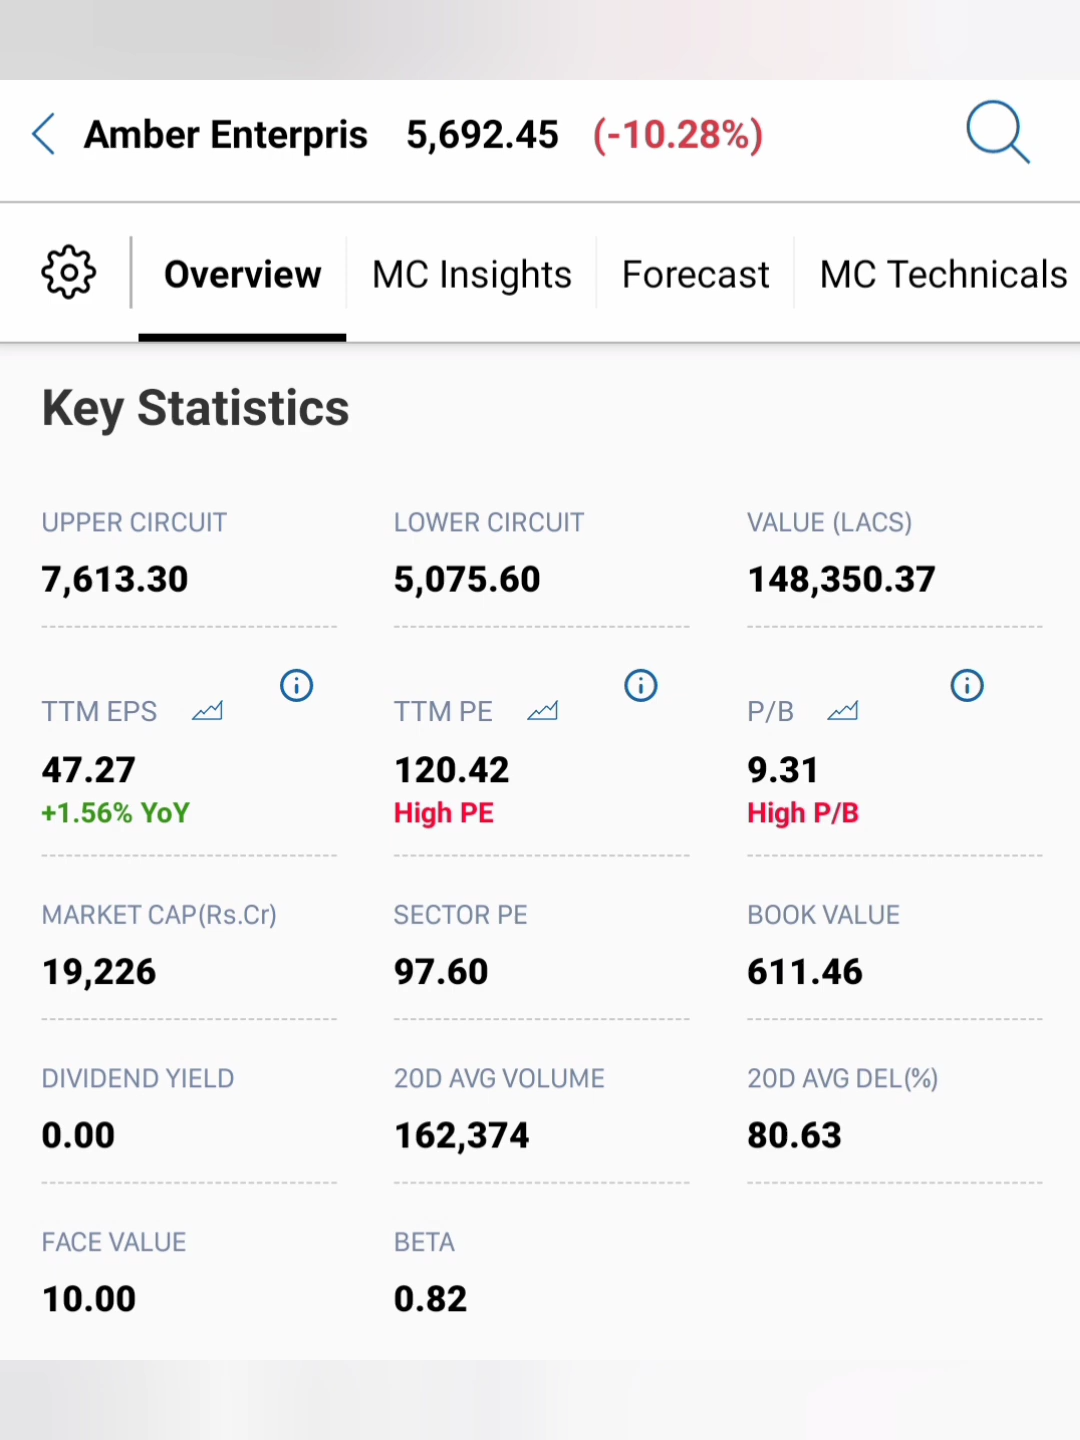 Amber Enterpris 5,692.45 (-10.28%)
Overview MC Insights Forecast MC Technicals
Key Statistics
UPPER CIRCUIT LOWER CIRCUIT VALUE (LACS)
7,613.30 5,075.60 148,350.37
TTM EPS TTM PE P/B
47.27 120.42 9.31
+1.56% YoY High PE High P/B
MARKET CAP(Rs.Cr) SECTOR PE BOOK VALUE
19,226 97.60 611.46
DIVIDEND YIELD 20D AVG VOLUME 20D AVG DEL(%)
0.00 162,374 80.63
FACE VALUE BETA
10.00 0.82